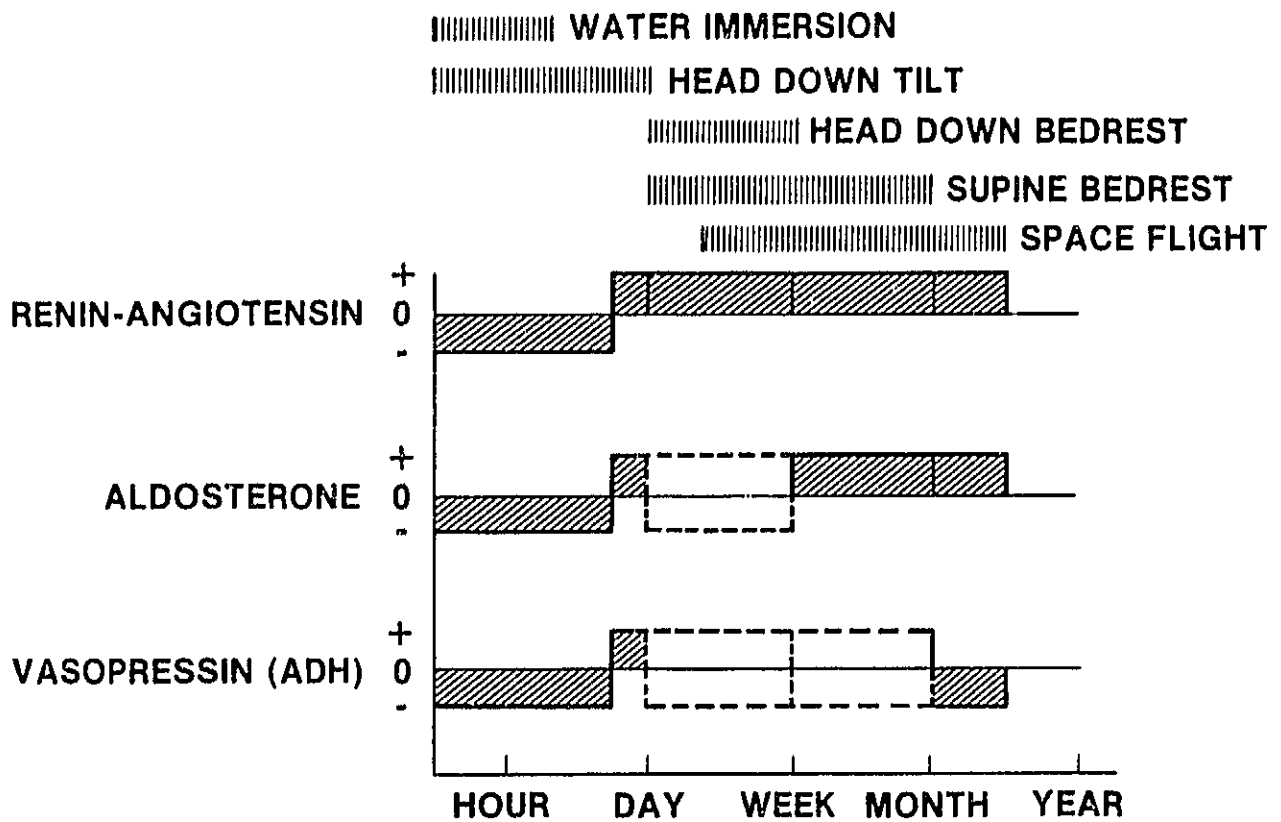 WATER IMMERSION
HEAD DOWN TILT
HEAD DOWN BEDREST
SUPINE BEDREST
SPACE FLIGHT
+
RENIN-ANGIOTENSIN 0
-
+
ALDOSTERONE 0
-
+
VASOPRESSIN (ADH) 0
-
HOUR DAY WEEK MONTH YEAR